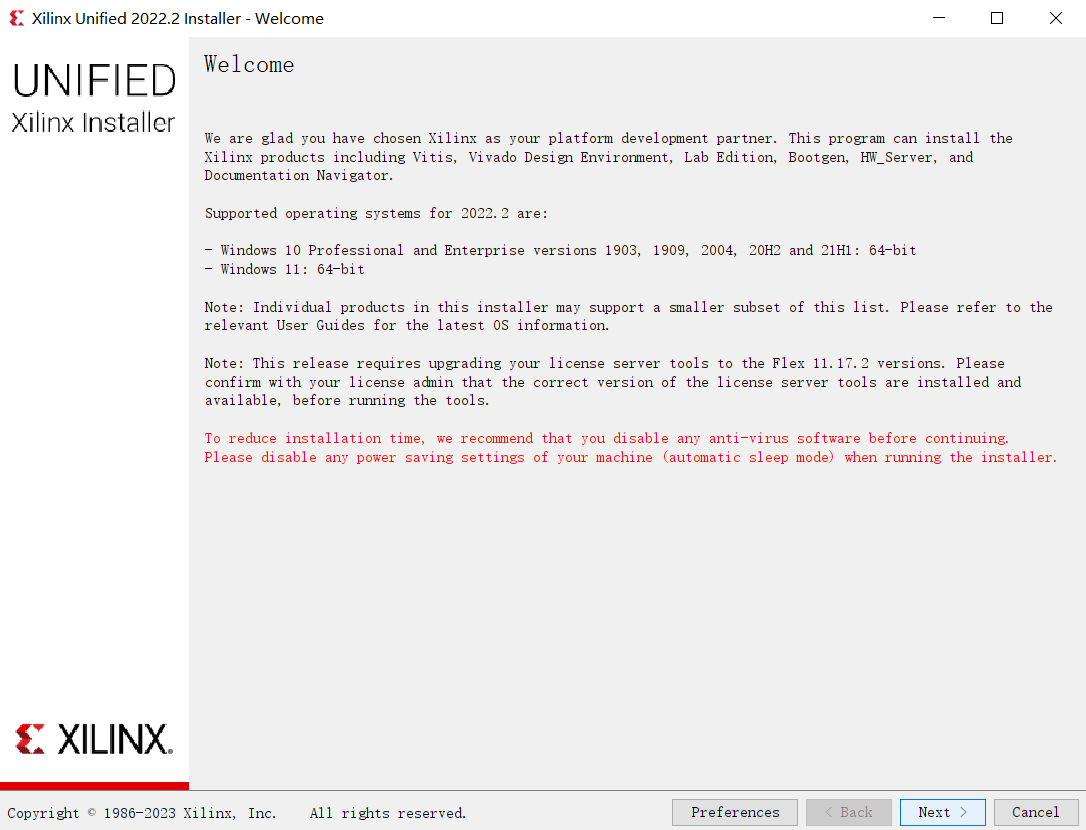 Xilinx Unified 2022.2 Installer - Welcome
UNIFIED
Xilinx Installer
Welcome
We are glad you have chosen Xilinx as your platform development partner. This program can install the
Xilinx products including Vitis, Vivado Design Environment, Lab Edition, Bootgen, HW_Server, and
Documentation Navigator.
Supported operating systems for 2022.2 are:
- Windows 10 Professional and Enterprise versions 1903, 1909, 2004, 20H2 and 21H1: 64-bit
- Windows 11: 64-bit
Note: Individual products in this installer may support a smaller subset of this list. Please refer to the
relevant User Guides for the latest OS information.
Note: This release requires upgrading your license server tools to the Flex 11.17.2 versions. Please
confirm with your license admin that the correct version of the license server tools are installed and
available, before running the tools.
To reduce installation time, we recommend that you disable any anti-virus software before continuing.
Please disable any power saving settings of your machine (automatic sleep mode) when running the installer.
XILINX.
Copyright © 1986-2023 Xilinx, Inc. All rights reserved.
Preferences < Back Next > Cancel